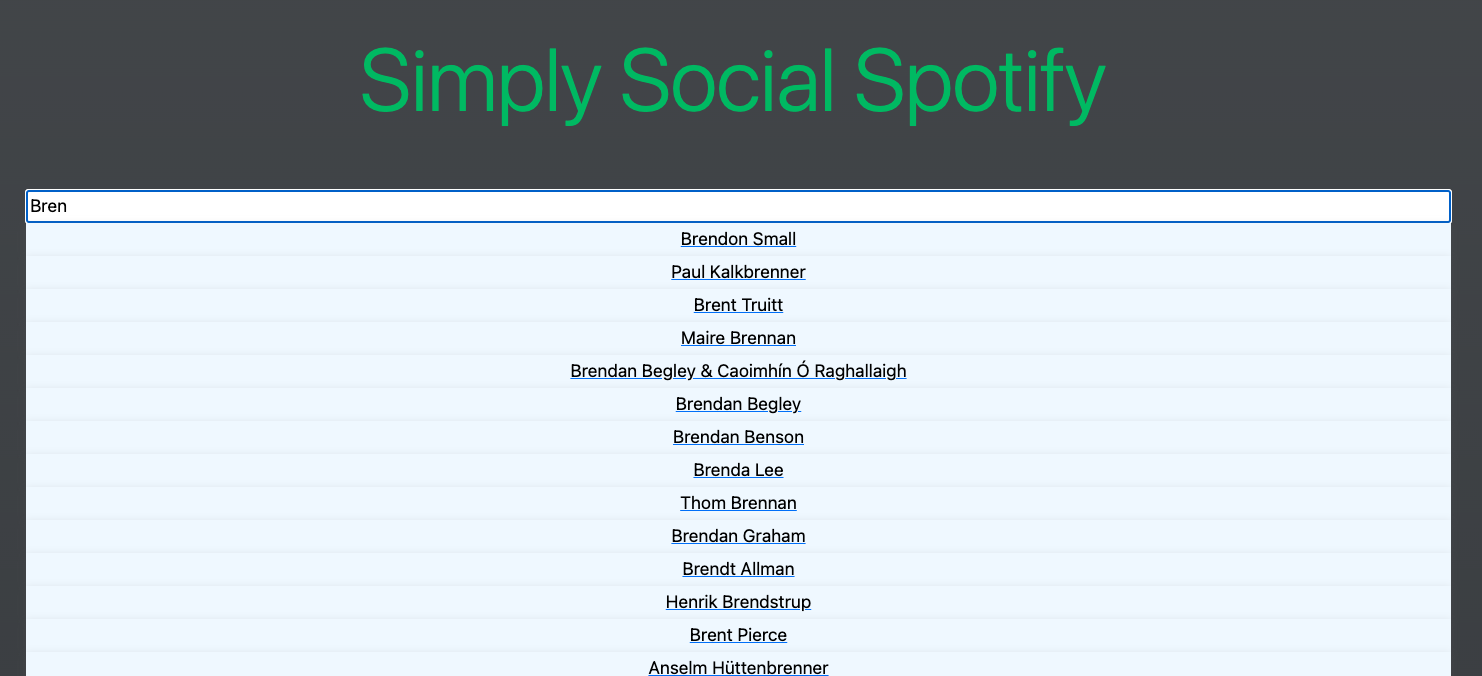 Simply Social Spotify
Bren
Brendon Small
Paul Kalkbrenner
Brent Truitt
Maire Brennan
Brendan Begley & Caoimhín Ó Raghallaigh
Brendan Begley
Brendan Benson
Brenda Lee
Thom Brennan
Brendan Graham
Brendt Allman
Henrik Brendstrup
Brent Pierce
Anselm Hüttenbrenner